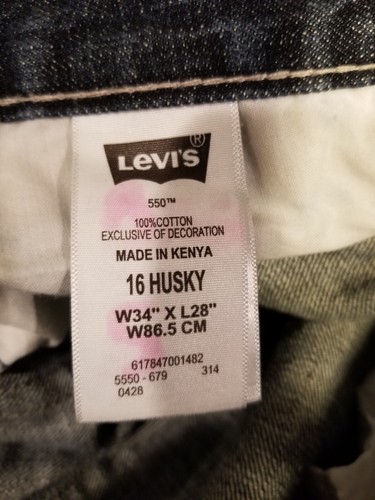 LEVI'S®
550™
100%COTTON
EXCLUSIVE OF DECORATION
MADE IN KENYA
16 HUSKY
W34" X L28"
W86.5 CM
617847001482
5550 - 679 314
0428